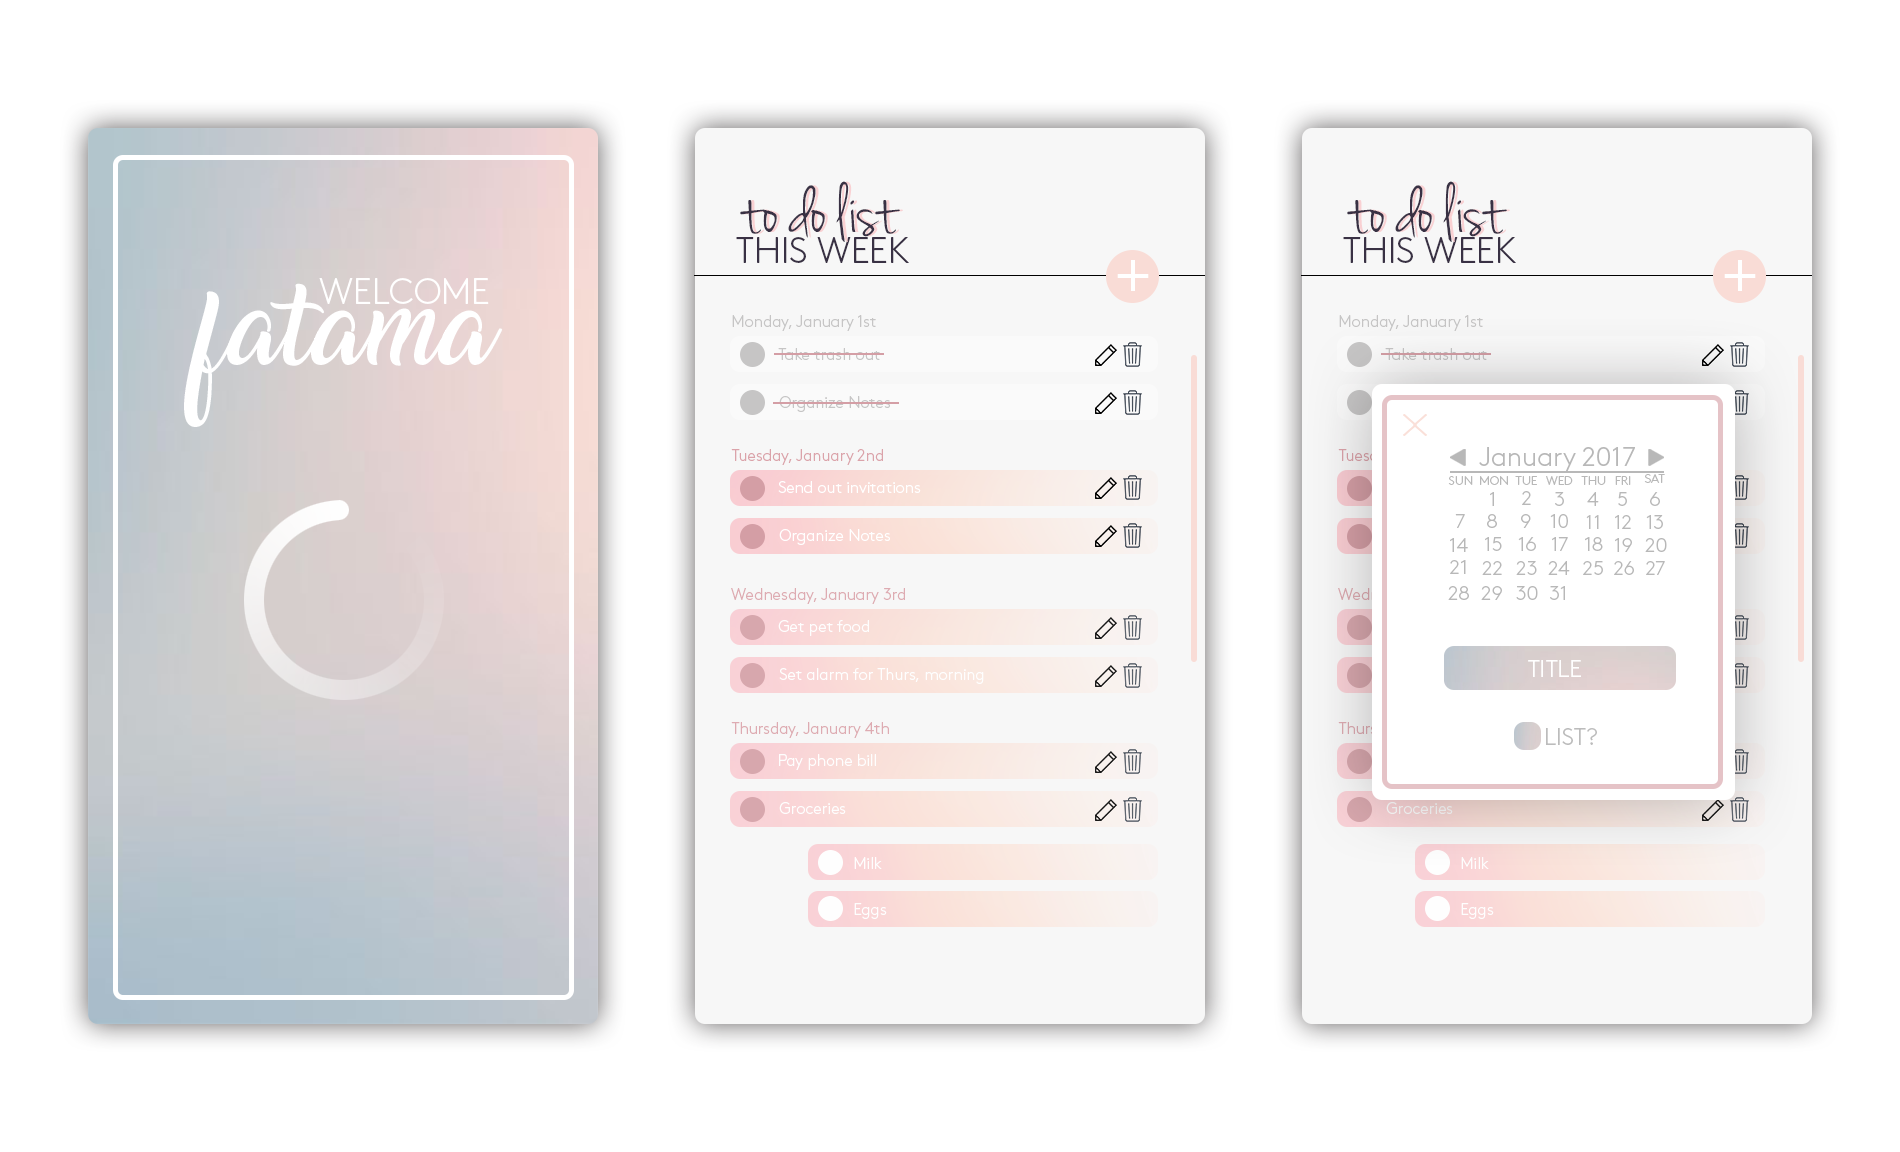 WELCOME
fatama
to do list
THIS WEEK
Monday, January 1st
Take trash out
Organize Notes
Tuesday, January 2nd
Send out invitations
Organize Notes
Wednesday, January 3rd
Get pet food
Set alarm for Thurs, morning
Thursday, January 4th
Pay phone bill
Groceries
Milk
Eggs
to do list
THIS WEEK
Monday, January 1st
Take trash out
January 2017
SUN MON TUE WED THU FRI SAT
1 2 3 4 5 6
7 8 9 10 11 12 13
14 15 16 17 18 19 20
21 22 23 24 25 26 27
28 29 30 31
TITLE
LIST?
Tues
Wed
Thurs
Groceries
Milk
Eggs